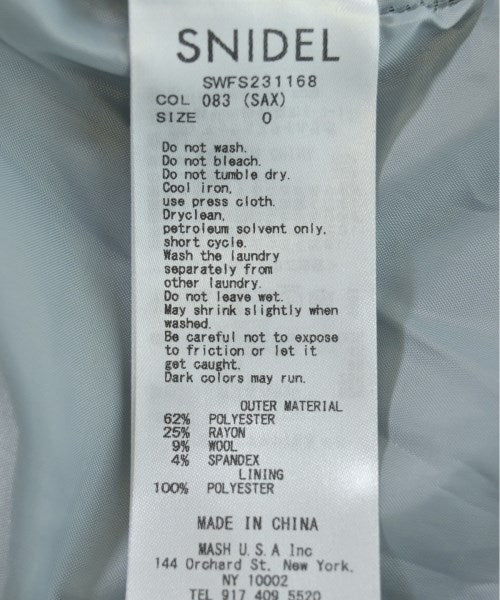 SNIDEL
SWFS231168
COL 083 (SAX)
SIZE 0
Do not wash.
Do not bleach.
Do not tumble dry.
Cool iron,
use press cloth.
Dryclean,
petroleum solvent only,
short cycle.
Wash the laundry
separately from
other laundry.
Do not leave wet.
May shrink slightly when
washed.
Be careful not to expose
to friction or let it
get caught.
Dark colors may run.
OUTER MATERIAL
62% POLYESTER
25% RAYON
9% WOOL
4% SPANDEX
LINING
100% POLYESTER
MADE IN CHINA
MASH U.S.A Inc
144 Orchard St. New York.
NY 10002
TEL 917 409 5520